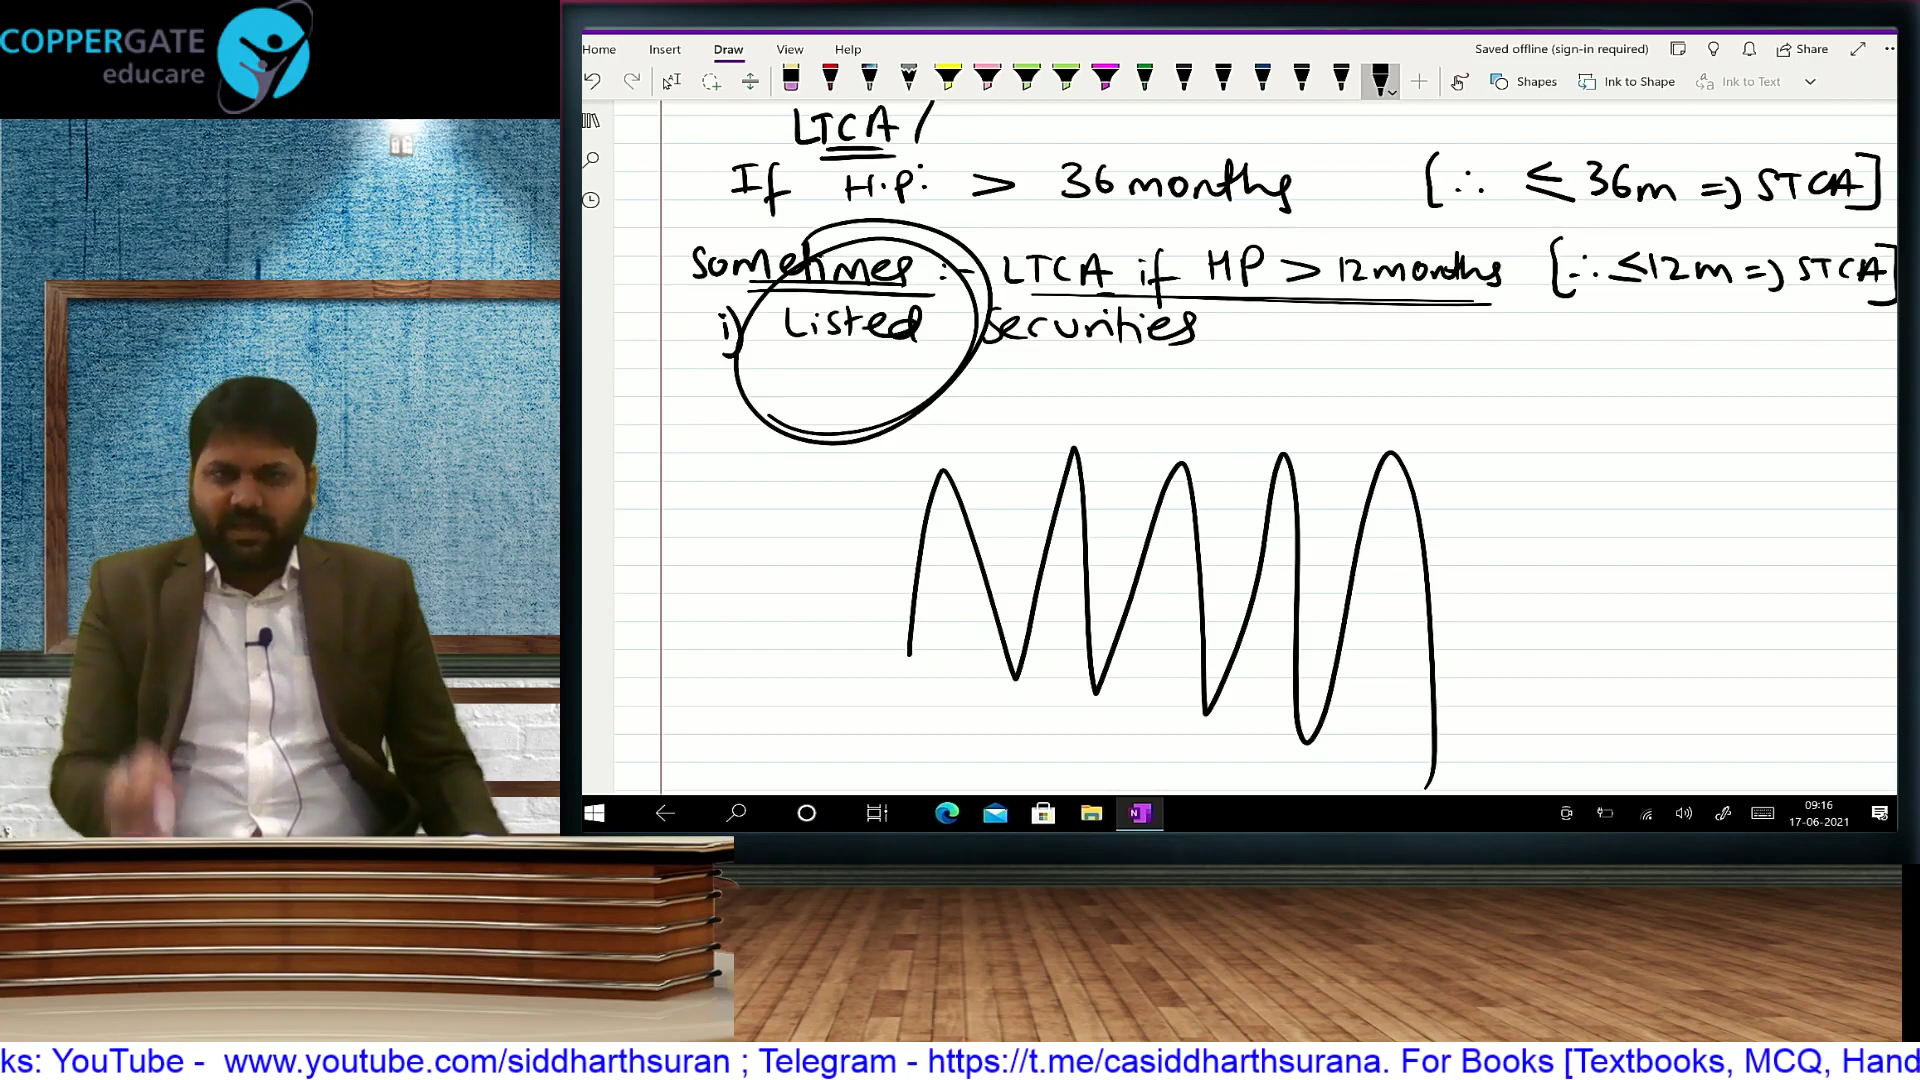 COPPERGATE
educare
Home Insert Draw View Help Saved offline (sign-in required) Share
Shapes Ink to Shape Ink to Text
LTCA /
If H.P. > 36 months [∴ ≤ 36m => STCA]
Sometimes :- LTCA if HP > 12 months [∴ ≤ 12m => STCA]
i) Listed Securities
09:16
17-06-2021
ks: YouTube - www.youtube.com/siddharthsuran ; Telegram - https://t.me/casiddharthsurana. For Books [Textbooks, MCQ, Hand